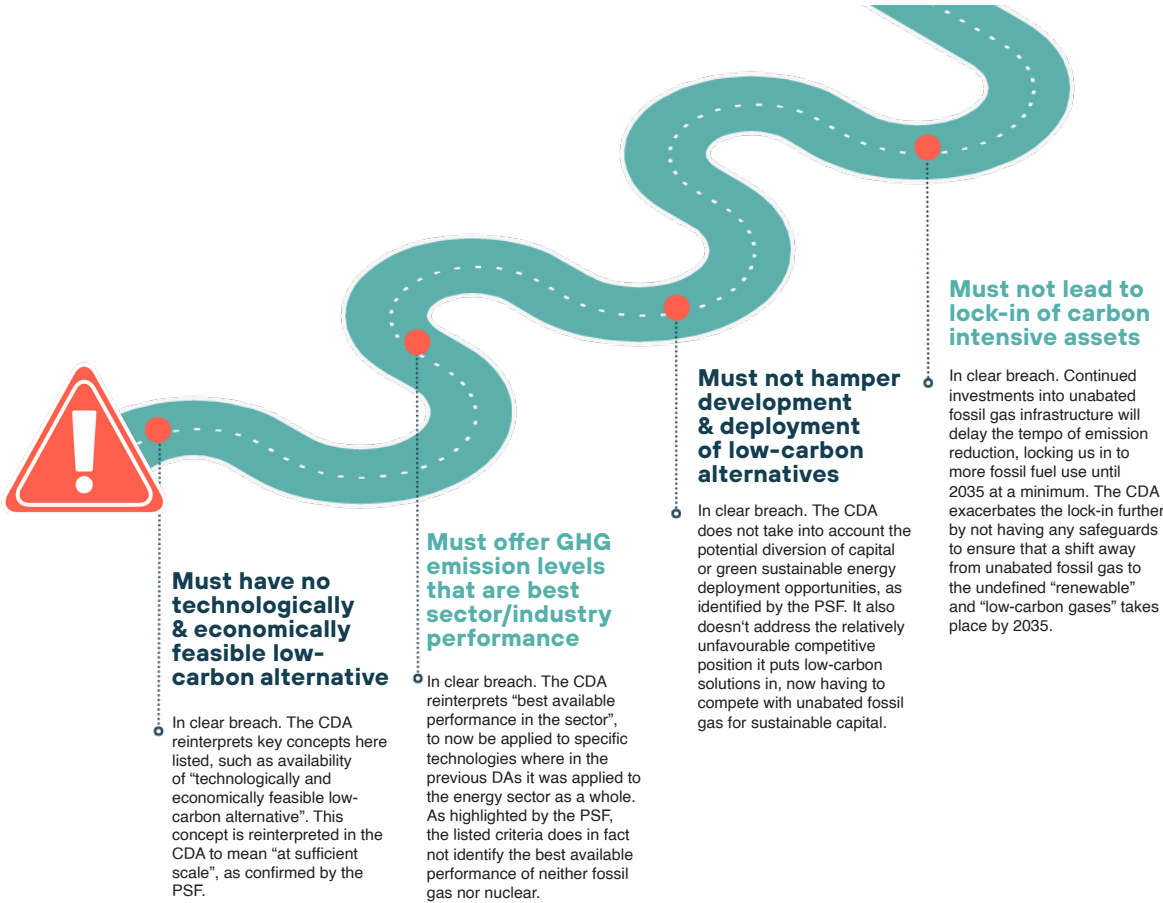 Must have no
technologically
& economically
feasible low-
carbon alternative
In clear breach. The CDA
reinterprets key concepts here
listed, such as availability
of “technologically and
economically feasible low-
carbon alternative”. This
concept is reinterpreted in the
CDA to mean “at sufficient
scale”, as confirmed by the
PSF.
Must offer GHG
emission levels
that are best
sector/industry
performance
In clear breach. The CDA
reinterprets “best available
performance in the sector”,
to now be applied to specific
technologies where in the
previous DAs it was applied to
the energy sector as a whole.
As highlighted by the PSF,
the listed criteria does in fact
not identify the best available
performance of neither fossil
gas nor nuclear.
Must not hamper
development
& deployment
of low-carbon
alternatives
In clear breach. The CDA
does not take into account the
potential diversion of capital
or green sustainable energy
deployment opportunities, as
identified by the PSF. It also
doesn‘t address the relatively
unfavourable competitive
position it puts low-carbon
solutions in, now having to
compete with unabated fossil
gas for sustainable capital.
Must not lead to
lock-in of carbon
intensive assets
In clear breach. Continued
investments into unabated
fossil gas infrastructure will
delay the tempo of emission
reduction, locking us in to
more fossil fuel use until
2035 at a minimum. The CDA
exacerbates the lock-in further
by not having any safeguards
to ensure that a shift away
from unabated fossil gas to
the undefined “renewable”
and “low-carbon gases” takes
place by 2035.